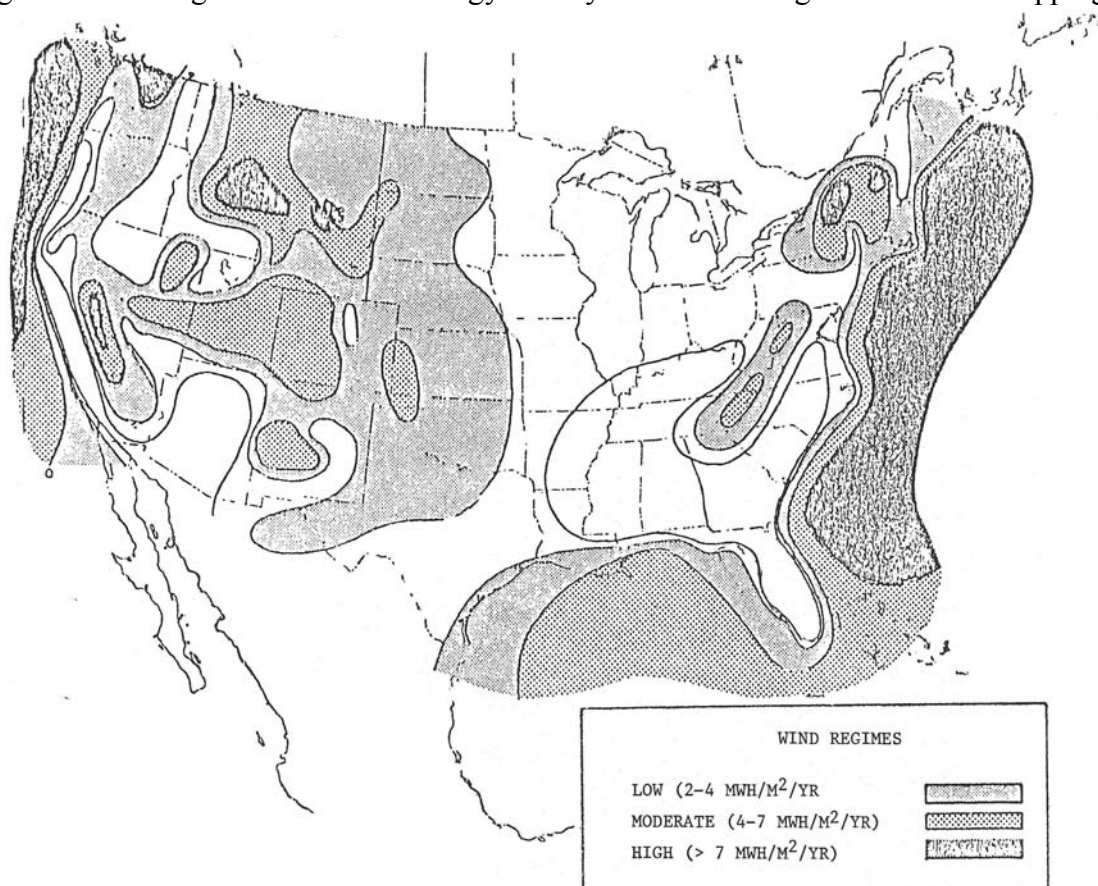 WIND REGIMES
LOW (2-4 MWH/M²/YR
MODERATE (4-7 MWH/M²/YR)
HIGH (> 7 MWH/M²/YR)